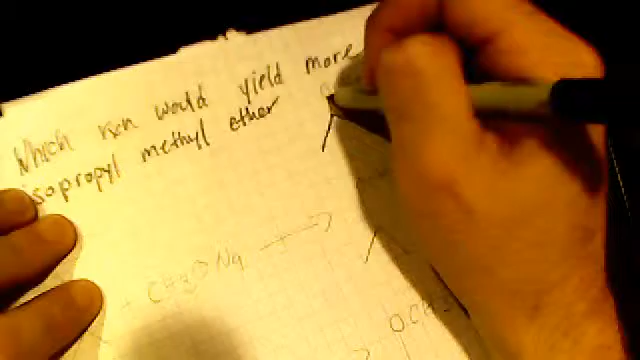 Which rxn would yield more
isopropyl methyl ether
+ CH3ONa
OCH3